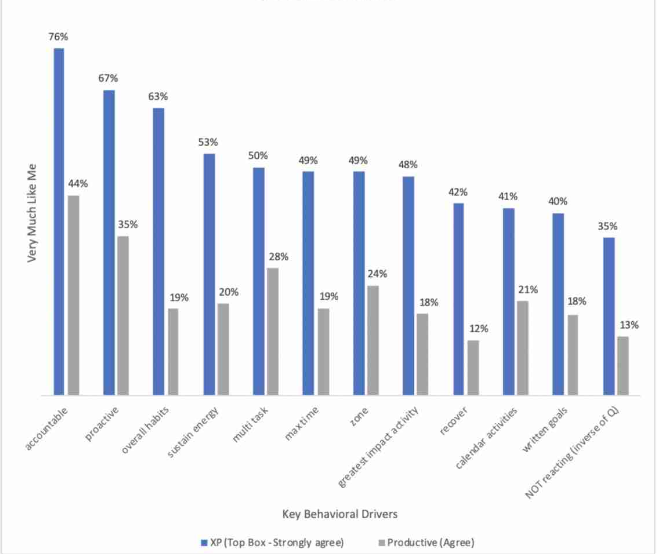 76%
67%
63%
53%
50%
49%
49%
48%
42%
41%
40%
35%
44%
35%
19%
20%
28%
19%
24%
18%
12%
21%
18%
13%
Very Much Like Me
accountable
proactive
overall habits
sustain energy
multi task
max time
zone
greatest impact activity
recover
calendar activities
written goals
NOT reacting (inverse of Q)
Key Behavioral Drivers
XP (Top Box - Strongly agree)
Productive (Agree)